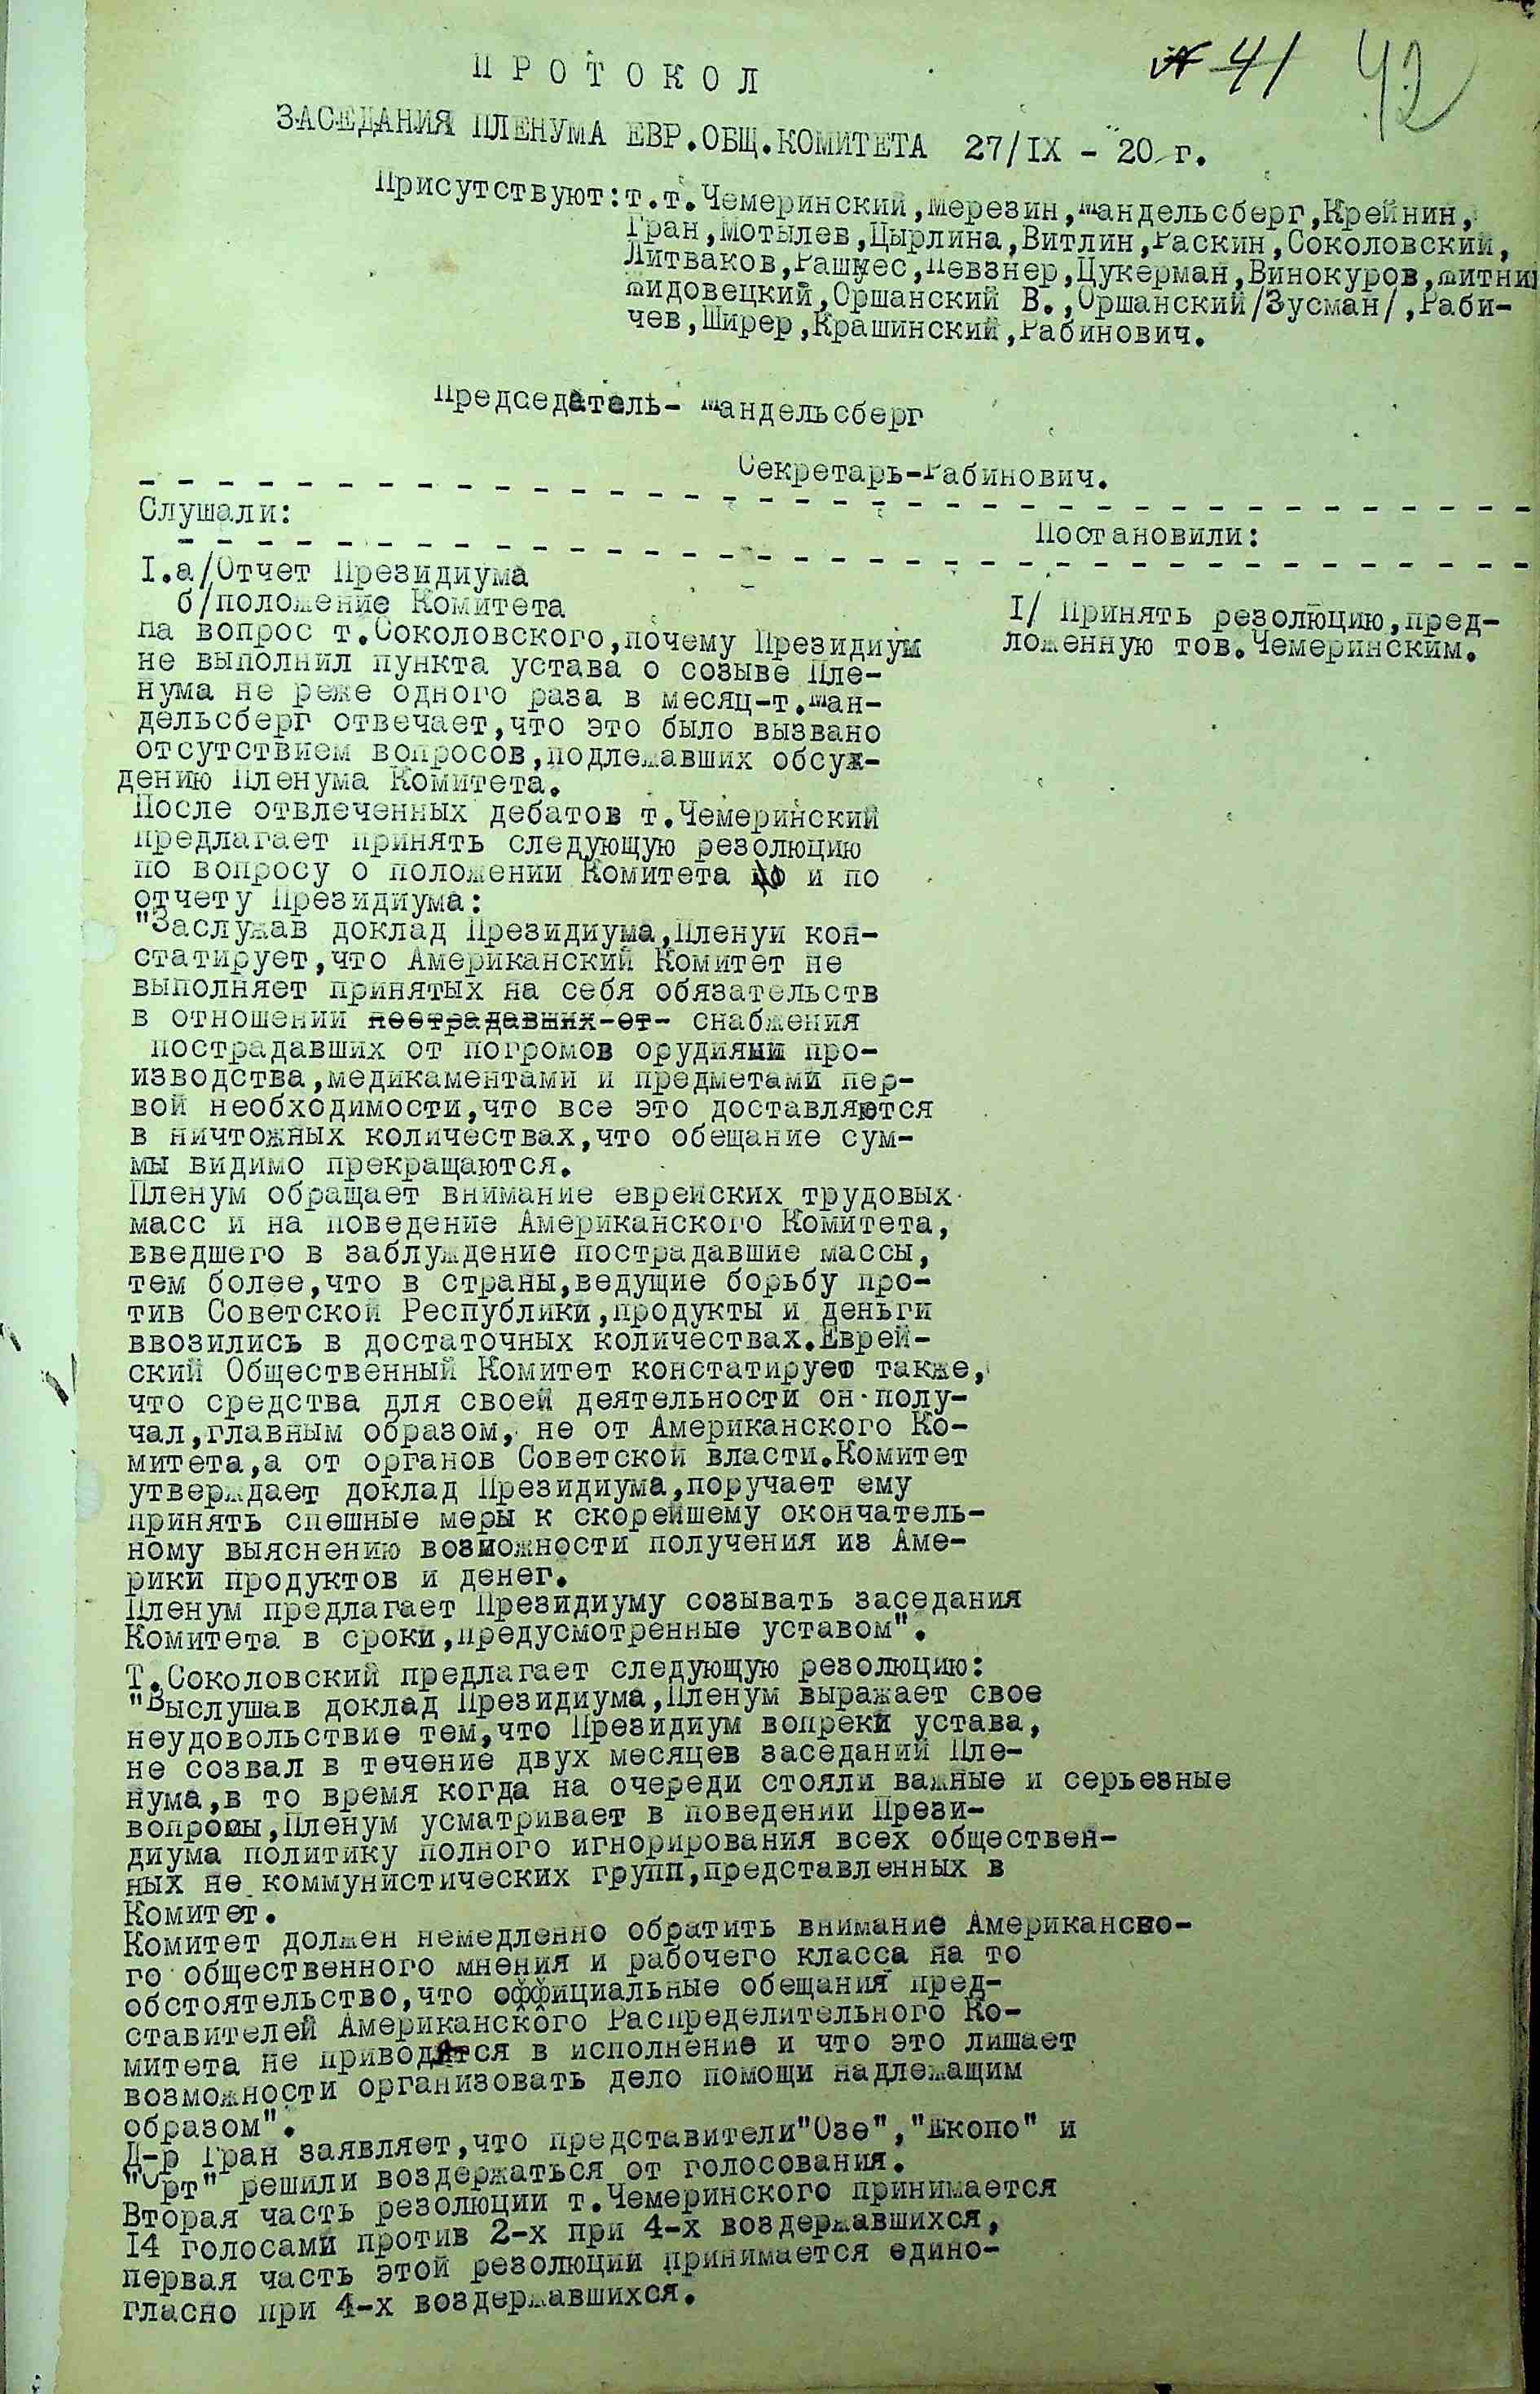 № 41 42
ПРОТОКОЛ
ЗАСЕДАНИЯ ПЛЕНУМА ЕВР.ОБЩ.КОМИТЕТА 27/IX - 20 г.
Присутствуют:т.т.Чемеринский,Мерезин,Мандельсберг,Крейнин,
Гран,Мотылев,Цырлина,Витлин,Раскин,Соколовский,
Литваков,Рашкес,Певзнер,Цукерман,Винокуров,
Оршанский В.,Оршанский/Зусман/,Раби-
чев,Ширер,Крашинский,Рабинович.
Председатель- Мандельсберг
Секретарь-Рабинович.
Слушали:
Постановили:
I.а/Отчет Президиума
б/положение Комитета
На вопрос т.Соколовского,почему Президиум
не выполнил пункта устава о созыве Пле-
нума не реже одного раза в месяц-т.Ман-
дельсберг отвечает,что это было вызвано
отсутствием вопросов,подлежавших обсуж-
дению Пленума Комитета.
После отвлеченных дебатов т.Чемеринский
предлагает принять следующую резолюцию
по вопросу о положении Комитета и по
отчету Президиума:
"Заслужав доклад Президиума,Пленуи кон-
статирует,что Американский Комитет не
выполняет принятых на себя обязательств
в отношении пострадавших-от- снабжения
пострадавших от погромов орудиями про-
изводства,медикаментами и предметами пер-
вой необходимости,что все это доставляются
в ничтожных количествах,что обещание сум-
мы видимо прекращаются.
Пленум обращает внимание еврейских трудовых
масс и на поведение Американского Комитета,
введшего в заблуждение пострадавшие массы,
тем более,что в страны,ведущие борьбу про-
тив Советской Республики,продукты и деньги
ввозились в достаточных количествах.Еврей-
ский Общественный Комитет констатирует также,
что средства для своей деятельности он полу-
чал,главным образом, не от Американского Ко-
митета,а от органов Советской власти.Комитет
утверждает доклад Президиума,поручает ему
принять спешные меры к скорейшему окончатель-
ному выяснению возможности получения из Аме-
рики продуктов и денег.
Пленум предлагает Президиуму созывать заседания
Комитета в сроки,предусмотренные уставом".
Т.Соколовский предлагает следующую резолюцию:
"Выслушав доклад Президиума,Пленум выражает свое
неудовольствие тем,что Президиум вопреки устава,
не созвал в течение двух месяцев заседаний Пле-
нума,в то время когда на очереди стояли важные и серьезные
вопросы,Пленум усматривает в поведении Прези-
диума политику полного игнорирования всех обществен-
ных не коммунистических групп,представленных в
Комитет.
Комитет должен немедленно обратить внимание Американско-
го общественного мнения и рабочего класса на то
обстоятельство,что оффициальные обещания пред-
ставителей Американского Распределительного Ко-
митета не приводятся в исполнение и что это лишает
возможности организовать дело помощи надлежащим
образом".
Д-р Гран заявляет,что представители"Озе","Екопо" и
"Орт" решили воздержаться от голосования.
Вторая часть резолюции т.Чемеринского принимается
I4 голосами против 2-х при 4-х воздержавшихся,
первая часть этой резолюции принимается едино-
гласно при 4-х воздержавшихся.
I/ Принять резолюцию,пред-
ложенную тов.Чемеринским.